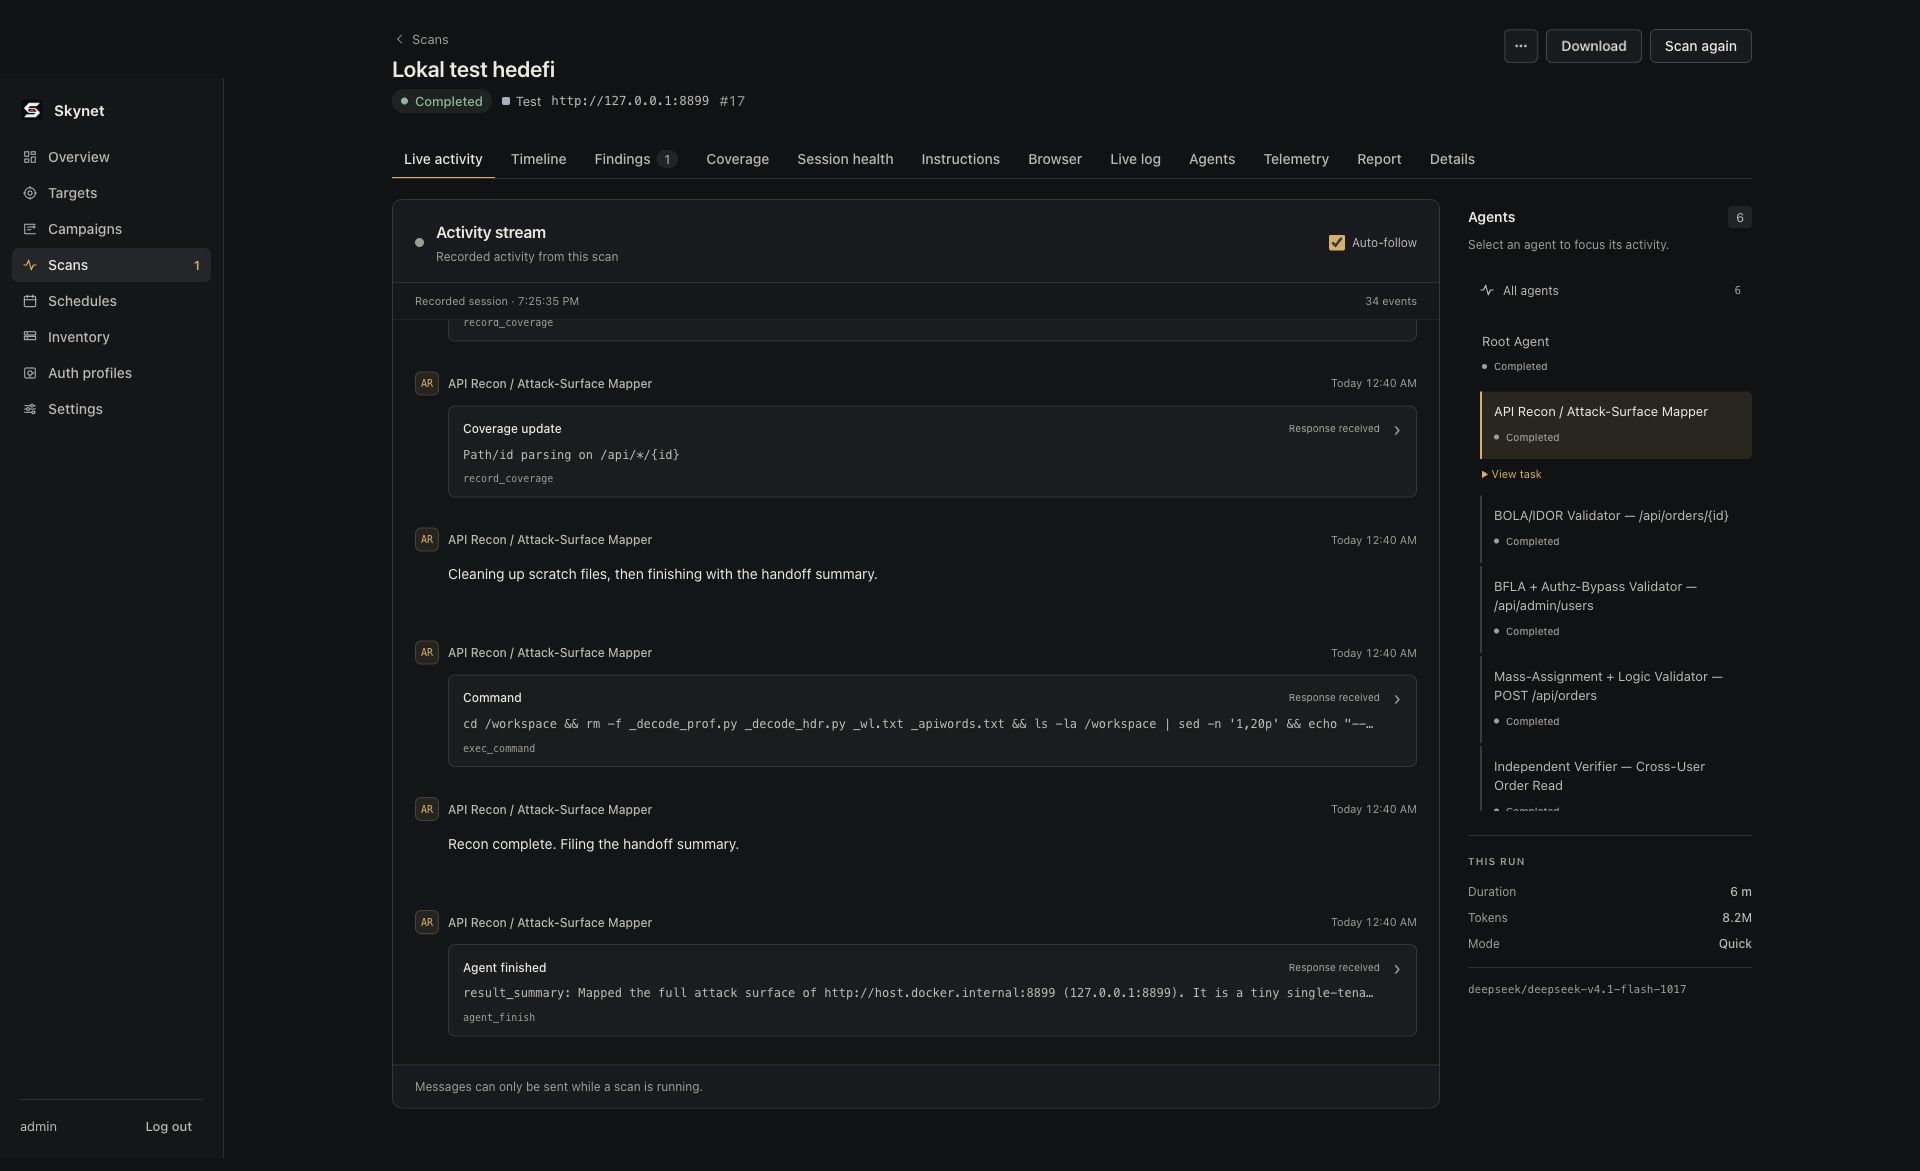 Skynet
Overview
Targets
Campaigns
Scans 1
Schedules
Inventory
Auth profiles
Settings
admin
Log out
Scans
Lokal test hedefi
Completed
Test
http://127.0.0.1:8899
#17
...
Download
Scan again
Live activity
Timeline
Findings 1
Coverage
Session health
Instructions
Browser
Live log
Agents
Telemetry
Report
Details
Activity stream
Recorded activity from this scan
Auto-follow
Recorded session · 7:25:35 PM
34 events
record_coverage
AR API Recon / Attack-Surface Mapper Today 12:40 AM
Coverage update Response received
Path/id parsing on /api/*/{id}
record_coverage
AR API Recon / Attack-Surface Mapper Today 12:40 AM
Cleaning up scratch files, then finishing with the handoff summary.
AR API Recon / Attack-Surface Mapper Today 12:40 AM
Command Response received
cd /workspace && rm -f _decode_prof.py _decode_hdr.py _wl.txt _apiwords.txt && ls -la /workspace | sed -n '1,20p' && echo "--…
exec_command
AR API Recon / Attack-Surface Mapper Today 12:40 AM
Recon complete. Filing the handoff summary.
AR API Recon / Attack-Surface Mapper Today 12:40 AM
Agent finished Response received
result_summary: Mapped the full attack surface of http://host.docker.internal:8899 (127.0.0.1:8899). It is a tiny single-tena…
agent_finish
Messages can only be sent while a scan is running.
Agents 6
Select an agent to focus its activity.
All agents 6
Root Agent
Completed
API Recon / Attack-Surface Mapper
Completed
View task
BOLA/IDOR Validator — /api/orders/{id}
Completed
BFLA + Authz-Bypass Validator —
/api/admin/users
Completed
Mass-Assignment + Logic Validator —
POST /api/orders
Completed
Independent Verifier — Cross-User
Order Read
Completed
THIS RUN
Duration 6 m
Tokens 8.2M
Mode Quick
deepseek/deepseek-v4.1-flash-1017